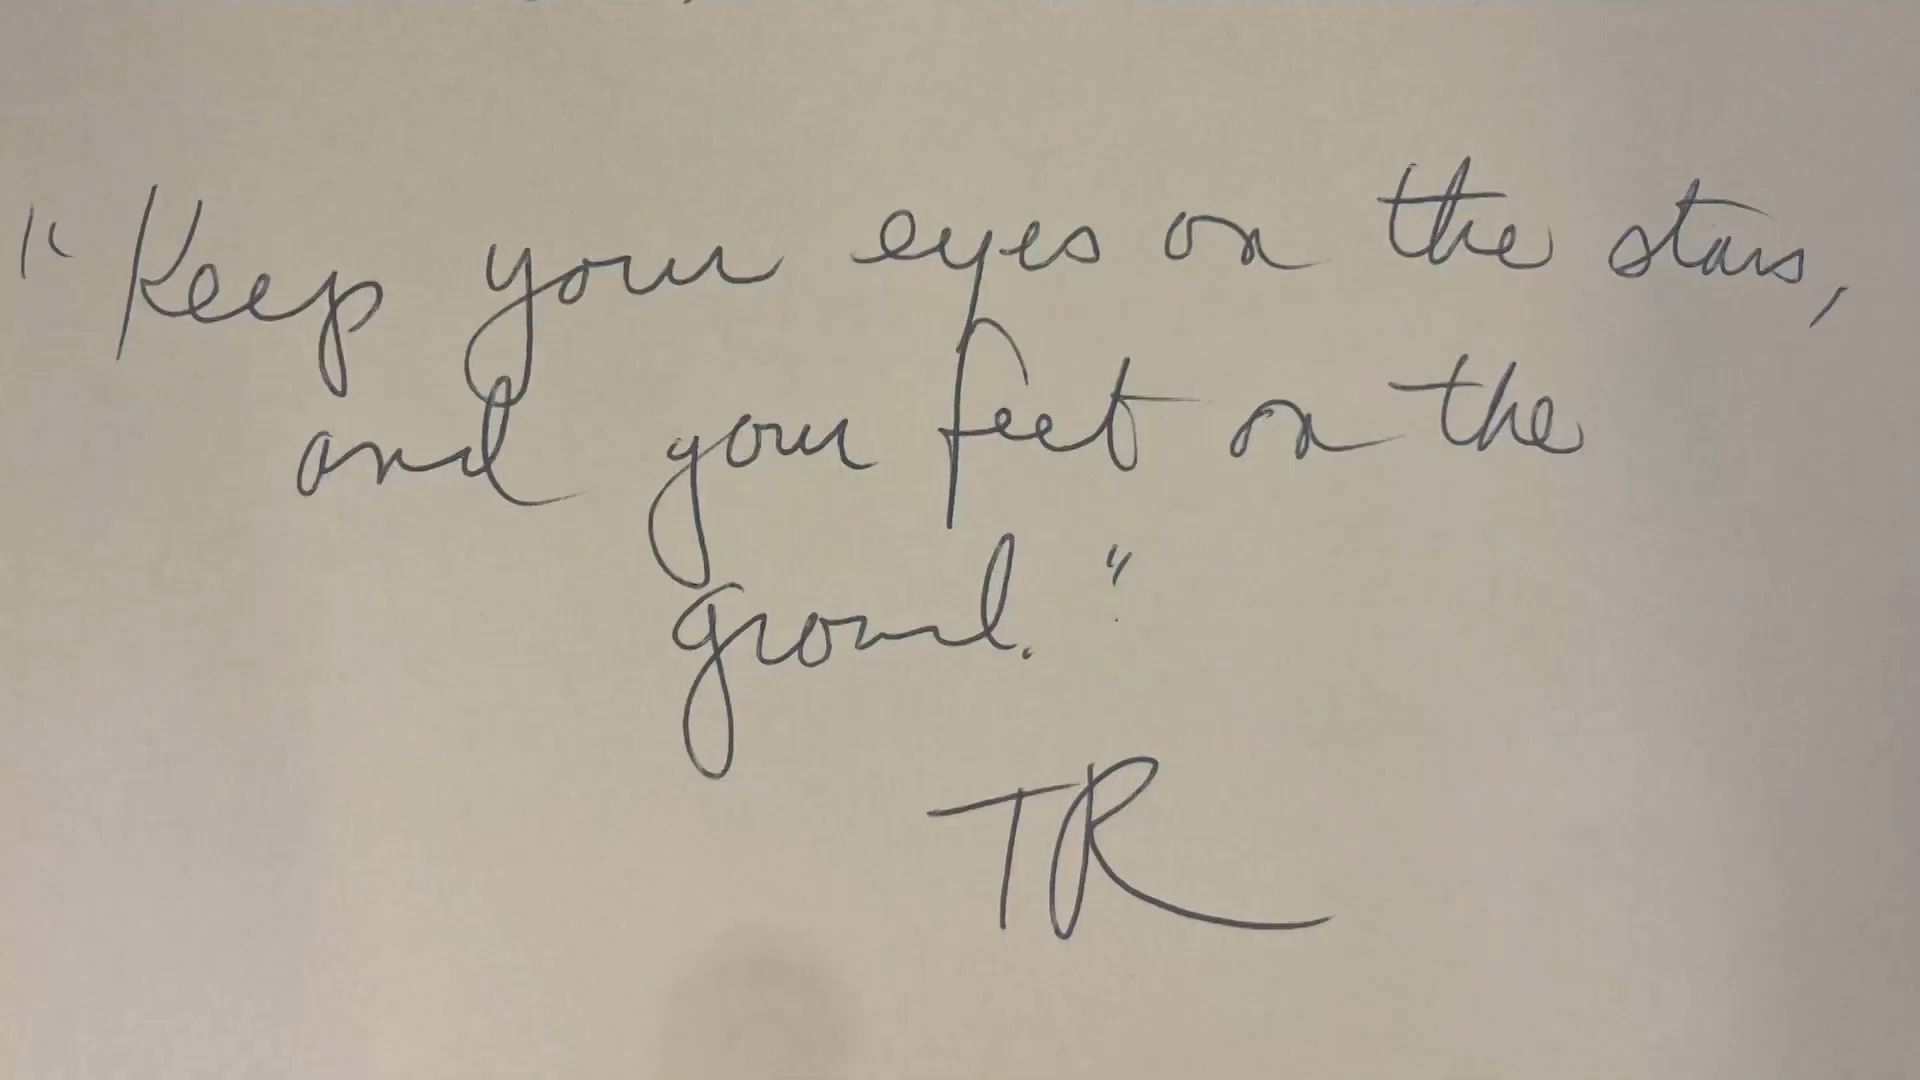 "Keep your eyes on the stars,
and your feet on the
ground."
TR